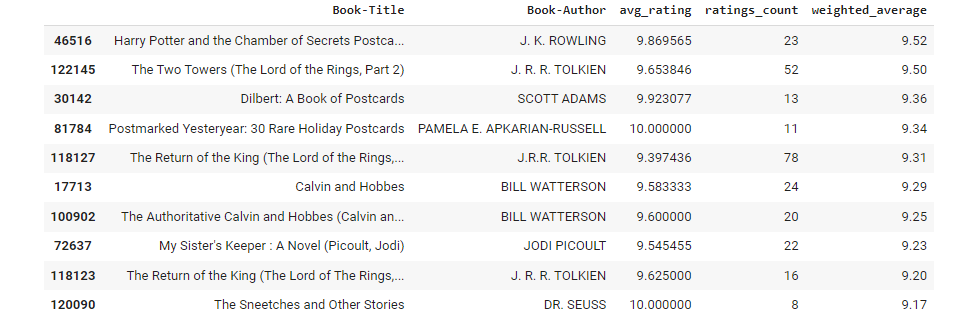 Book-Title Book-Author avg_rating ratings_count weighted_average
46516 Harry Potter and the Chamber of Secrets Postca... J. K. ROWLING 9.869565 23 9.52
122145 The Two Towers (The Lord of the Rings, Part 2) J. R. R. TOLKIEN 9.653846 52 9.50
30142 Dilbert: A Book of Postcards SCOTT ADAMS 9.923077 13 9.36
81784 Postmarked Yesteryear: 30 Rare Holiday Postcards PAMELA E. APKARIAN-RUSSELL 10.000000 11 9.34
118127 The Return of the King (The Lord of the Rings,... J.R.R. TOLKIEN 9.397436 78 9.31
17713 Calvin and Hobbes BILL WATTERSON 9.583333 24 9.29
100902 The Authoritative Calvin and Hobbes (Calvin an... BILL WATTERSON 9.600000 20 9.25
72637 My Sister's Keeper : A Novel (Picoult, Jodi) JODI PICOULT 9.545455 22 9.23
118123 The Return of the King (The Lord of The Rings,... J. R. R. TOLKIEN 9.625000 16 9.20
120090 The Sneetches and Other Stories DR. SEUSS 10.000000 8 9.17